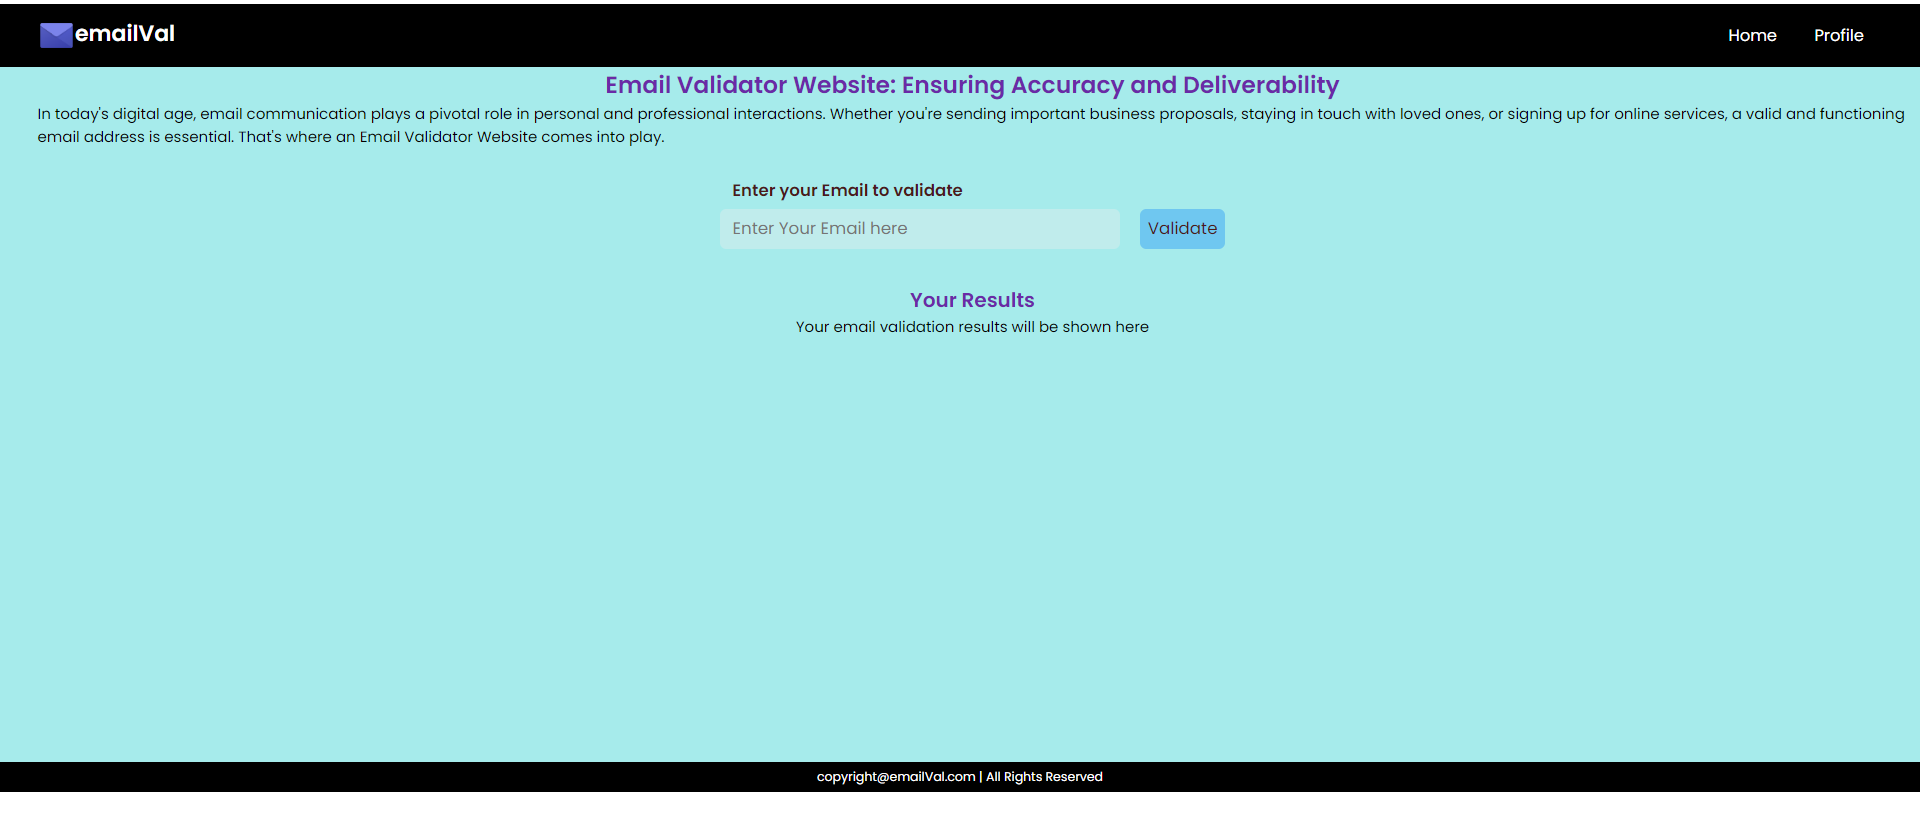 emailVal
Home
Profile
Email Validator Website: Ensuring Accuracy and Deliverability
In today's digital age, email communication plays a pivotal role in personal and professional interactions. Whether you're sending important business proposals, staying in touch with loved ones, or signing up for online services, a valid and functioning
email address is essential. That's where an Email Validator Website comes into play.
Enter your Email to validate
Enter Your Email here
Validate
Your Results
Your email validation results will be shown here
copyright@emailVal.com | All Rights Reserved